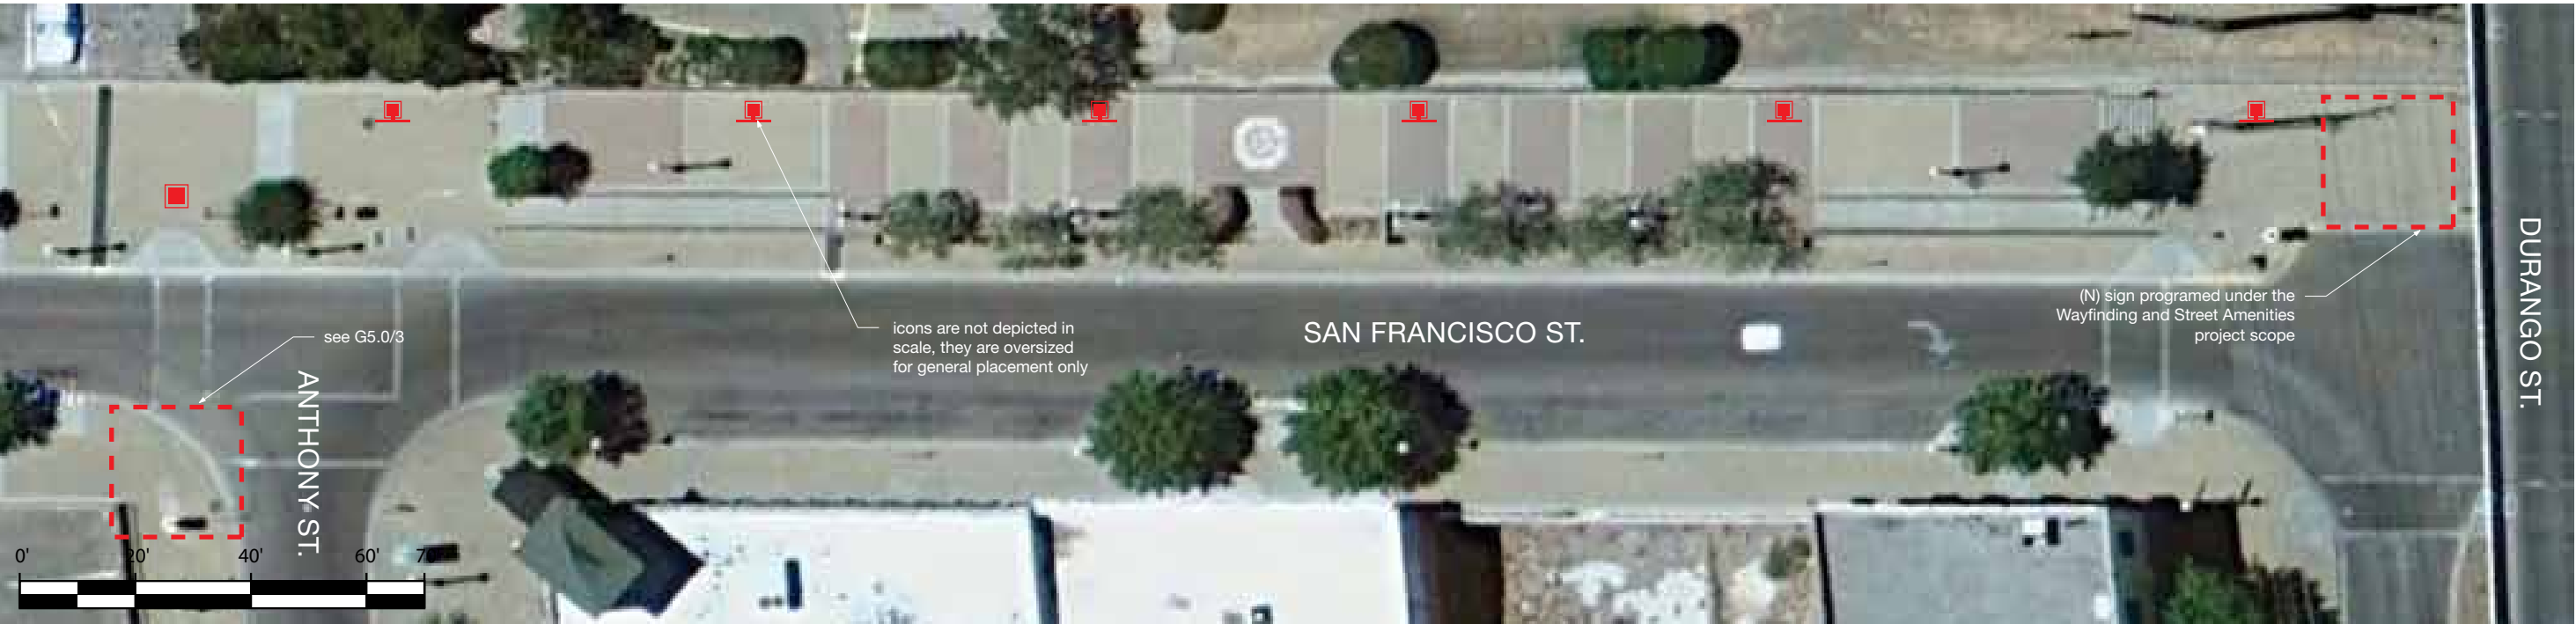 see G5.0/3
icons are not depicted in
scale, they are oversized
for general placement only
SAN FRANCISCO ST.
(N) sign programed under the
Wayfinding and Street Amenities
project scope
DURANGO ST.
ANTHONY ST.
0' 20' 40' 60'